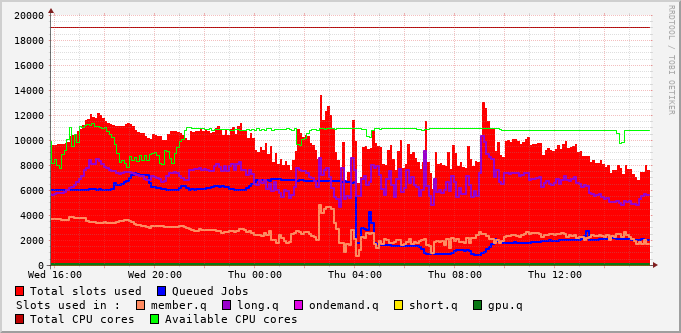 20000
18000
16000
14000
12000
10000
8000
6000
4000
2000
0
Wed 16:00 Wed 20:00 Thu 00:00 Thu 04:00 Thu 08:00 Thu 12:00
RRDTOOL / TOBI OETIKER
Total slots used Queued Jobs
Slots used in : member.q long.q ondemand.q short.q gpu.q
Total CPU cores Available CPU cores